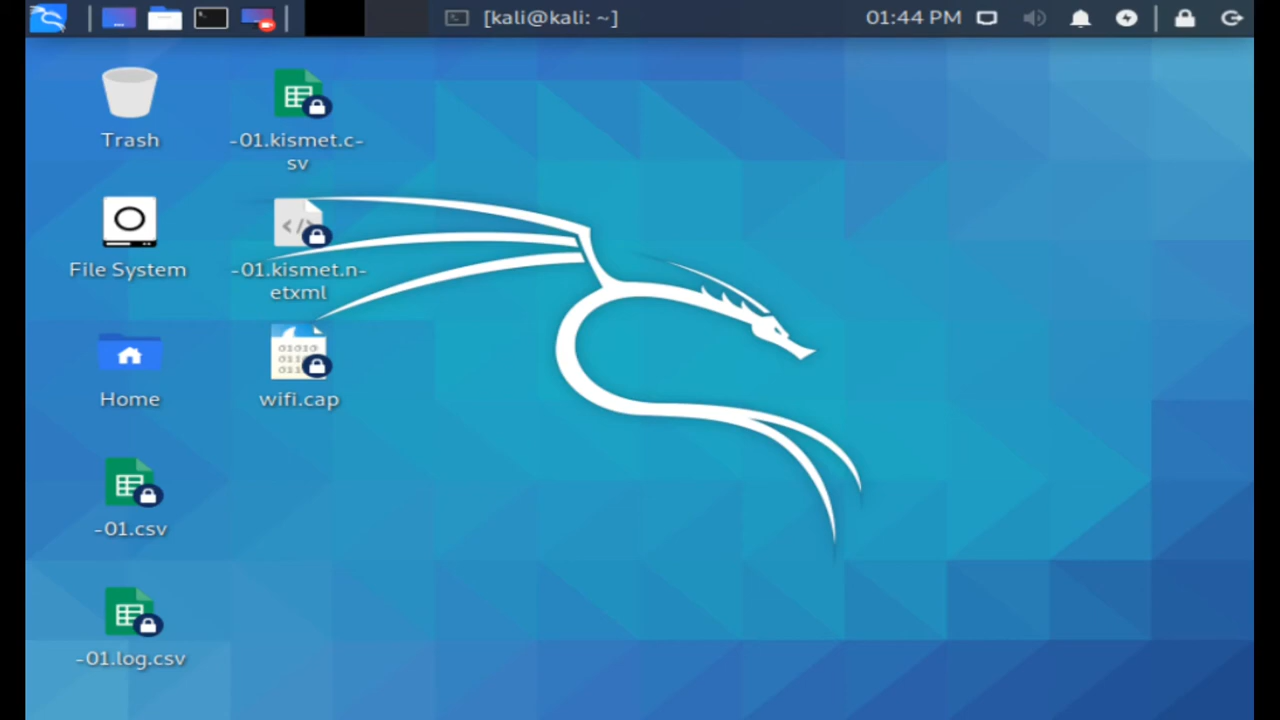 [kali@kali: ~]
01:44 PM
Trash
-01.kismet.c-
sv
File System
-01.kismet.n-
etxml
Home
wifi.cap
-01.csv
-01.log.csv